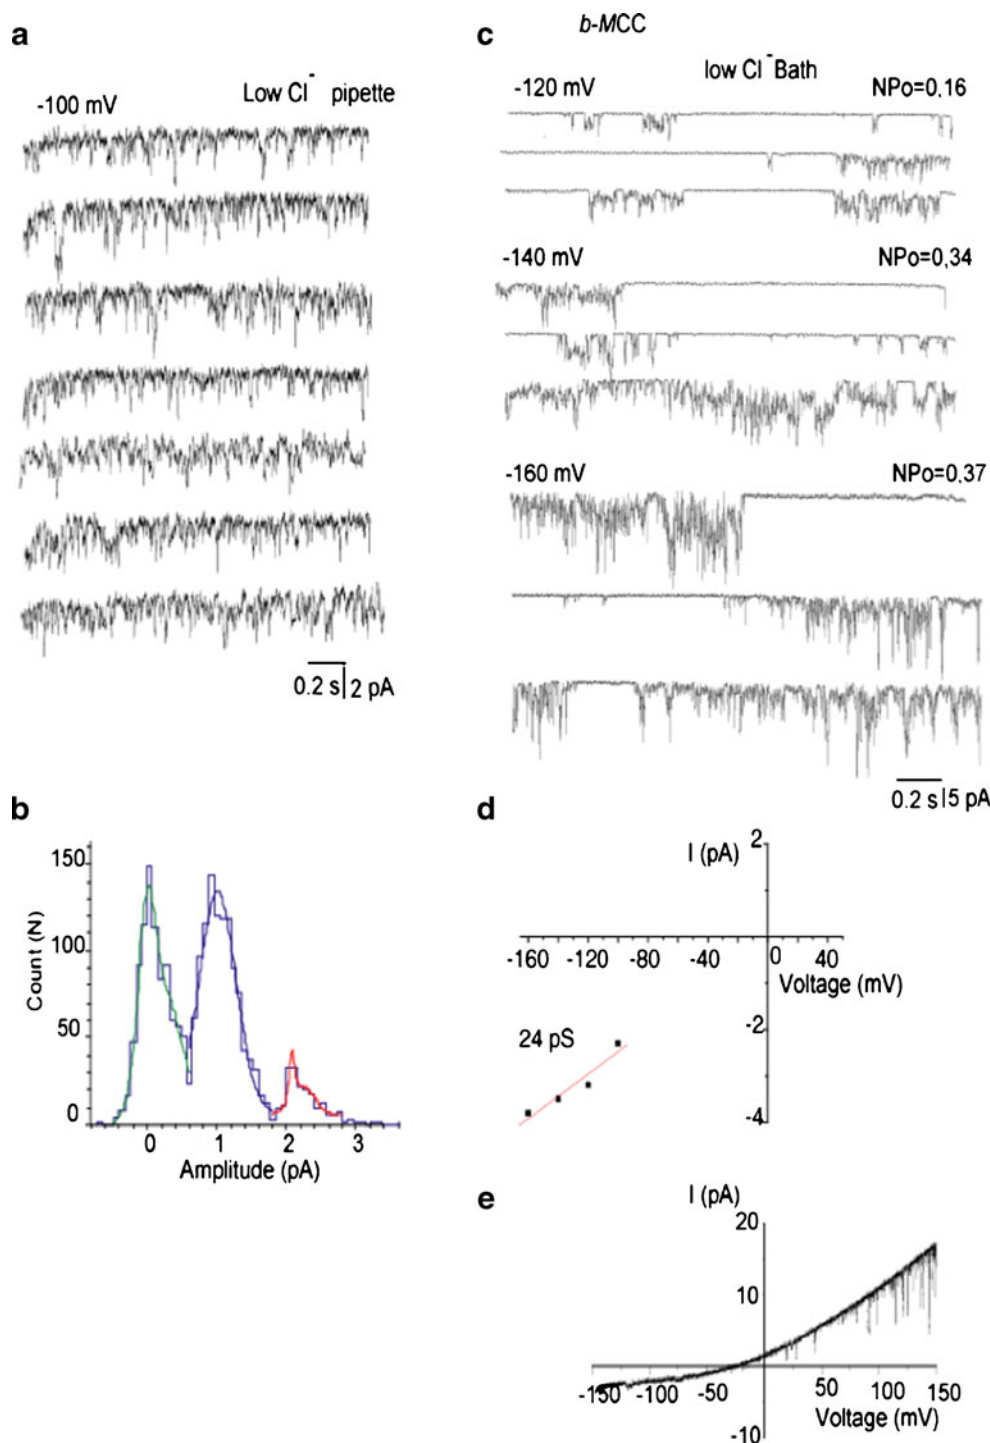 a
-100 mV
Low Cl⁻ pipette
0.2 s 2 pA
b
150
100
50
0
Count (N)
0 1 2 3
Amplitude (pA)
b-MCC
c
low Cl⁻ Bath
-120 mV
NPo=0,16
-140 mV
NPo=0,34
-160 mV
NPo=0,37
0.2 s 5 pA
d
I (pA)
2
-160 -120 -80 -40 0 40
Voltage (mV)
-2
24 pS
-4
e
I (pA)
20
10
-150 -100 -50 50 100 150
Voltage (mV)
-10